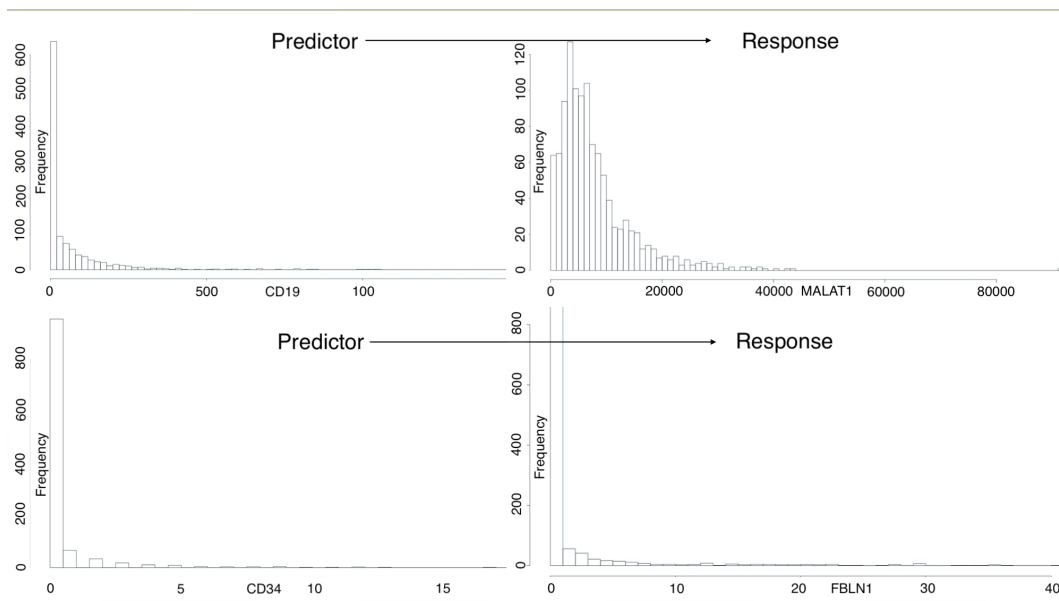 Predictor
Response
Frequency
0 100 200 300 400 500 600
0 500 CD19 100
Frequency
0 20 40 60 80 100 120
0 20000 40000 MALAT1 60000 80000
Predictor
Response
Frequency
0 200 400 600 800
0 5 CD34 10 15
Frequency
0 200 400 600 800
0 10 20 FBLN1 30 40